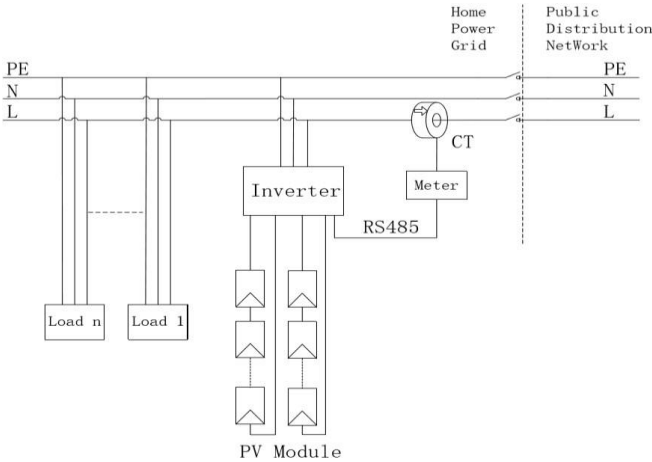 Home
Power
Grid
Public
Distribution
NetWork
PE
PE
N
N
L
L
CT
Inverter
Meter
RS485
Load n
Load 1
PV Module